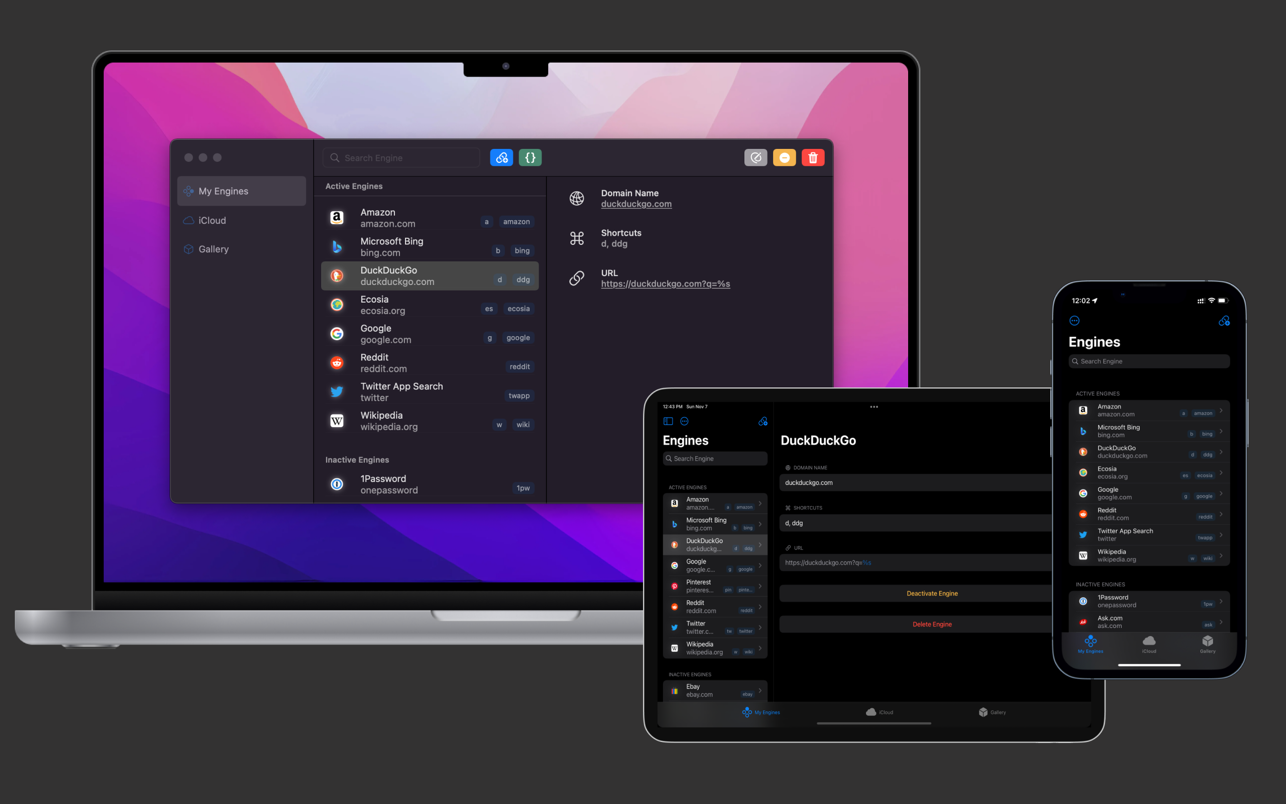 Search Engine
My Engines
iCloud
Gallery
Active Engines
Amazon
amazon.com
a amazon
Microsoft Bing
bing.com
b bing
DuckDuckGo
duckduckgo.com
d ddg
Ecosia
ecosia.org
es ecosia
Google
google.com
g google
Reddit
reddit.com
reddit
Twitter App Search
twitter
twapp
Wikipedia
wikipedia.org
w wiki
Inactive Engines
1Password
onepassword
1pw
Domain Name
duckduckgo.com
Shortcuts
d, ddg
URL
https://duckduckgo.com?q=%s
12:43 PM Sun Nov 7
Engines
Search Engine
ACTIVE ENGINES
Amazon
amazon...
a amazon
Microsoft Bing
bing.com
b bing
DuckDuckGo
duckduckg...
d ddg
Google
google.c...
g google
Pinterest
pinteres...
pin pine...
Reddit
reddit.com
reddit
Twitter
twitter.c...
tw twitter
Wikipedia
wikipedia.org
w wiki
INACTIVE ENGINES
Ebay
ebay.com
ebay
DuckDuckGo
DOMAIN NAME
duckduckgo.com
SHORTCUTS
d, ddg
URL
https://duckduckgo.com?q=%s
Deactivate Engine
Delete Engine
My Engines
iCloud
Gallery
12:02
Engines
Search Engine
ACTIVE ENGINES
Amazon
amazon.com
a amazon
Microsoft Bing
bing.com
b bing
DuckDuckGo
duckduckgo.com
d ddg
Ecosia
ecosia.org
es ecosia
Google
google.com
g google
Reddit
reddit.com
reddit
Twitter App Search
twitter
twapp
Wikipedia
wikipedia.org
w wiki
INACTIVE ENGINES
1Password
onepassword
1pw
Ask.com
ask.com
ask
My Engines
iCloud
Gallery